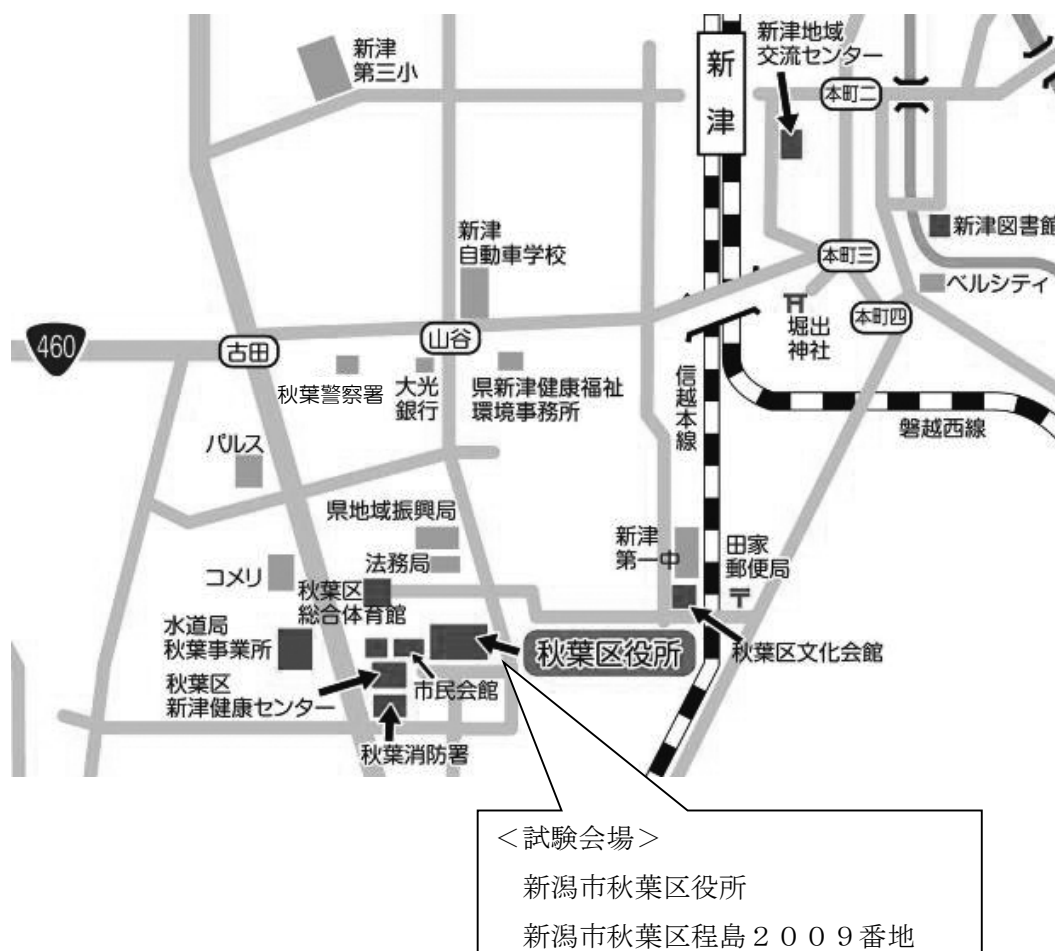 新津
第三小
新津
新津地域
交流センター
本町二
新津図書館
新津
自動車学校
本町三
ベルシティ
堀出
神社
本町四
460
古田
山谷
秋葉警察署
大光
銀行
県新津健康福祉
環境事務所
信越本線
磐越西線
パルス
県地域振興局
法務局
新津
第一中
田家
郵便局
コメリ
秋葉区
総合体育館
水道局
秋葉事業所
秋葉区役所
秋葉区文化会館
秋葉区
新津健康センター
市民会館
秋葉消防署
<試験会場>
新潟市秋葉区役所
新潟市秋葉区程島2009番地